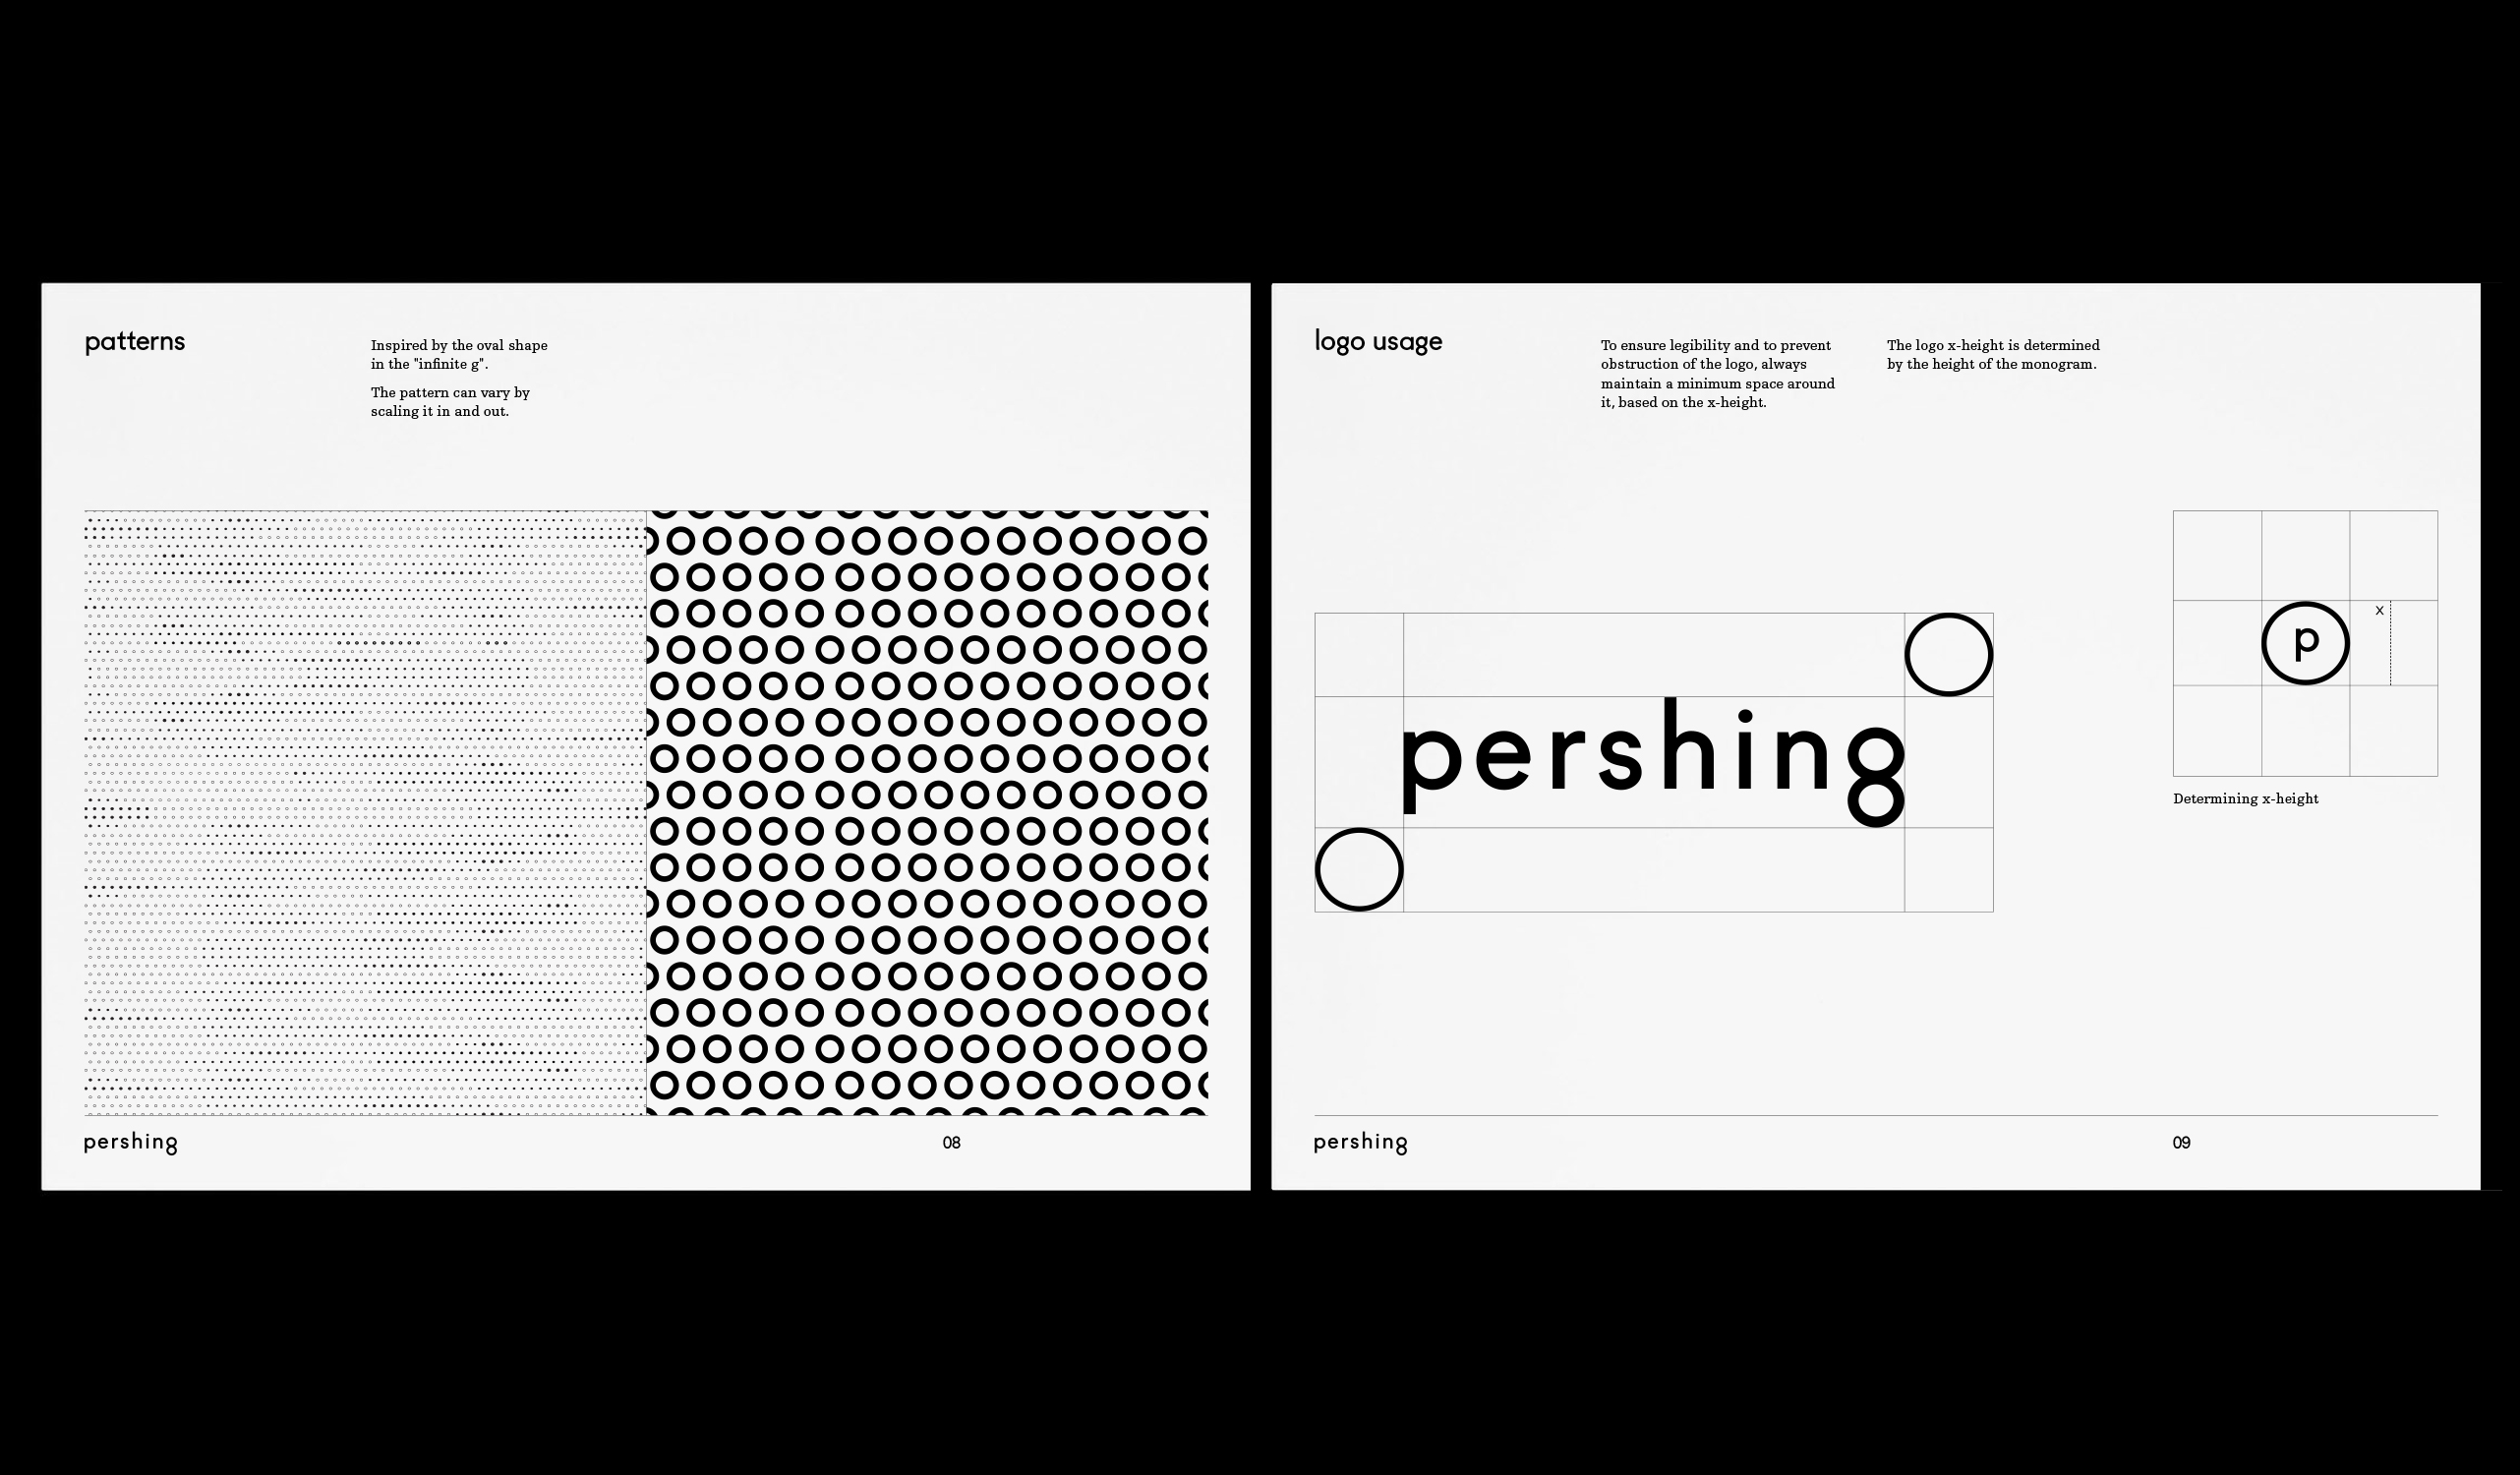 patterns
Inspired by the oval shape
in the "infinite g".
The pattern can vary by
scaling it in and out.
pershing
08
logo usage
To ensure legibility and to prevent
obstruction of the logo, always
maintain a minimum space around
it, based on the x-height.
The logo x-height is determined
by the height of the monogram.
pershing
p
x
Determining x-height
pershing
09